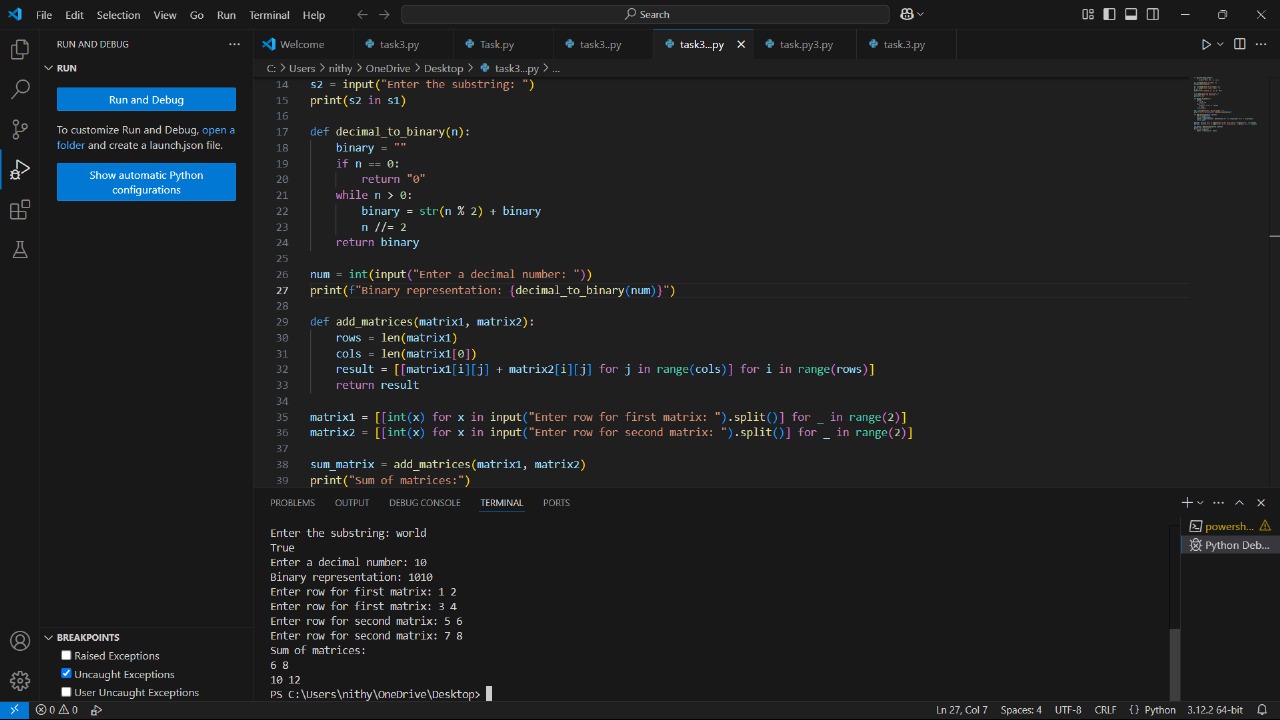 File Edit Selection View Go Run Terminal Help Search
RUN AND DEBUG
Welcome task3.py Task.py task3...py task3...py task.py3.py task.3.py
RUN
C: > Users > nithy > OneDrive > Desktop > task3...py > ...
Run and Debug
To customize Run and Debug, open a
folder and create a launch.json file.
Show automatic Python
configurations
14 s2 = input("Enter the substring: ")
15 print(s2 in s1)
16
17 def decimal_to_binary(n):
18     binary = ""
19     if n == 0:
20         return "0"
21     while n > 0:
22         binary = str(n % 2) + binary
23         n //= 2
24     return binary
25
26 num = int(input("Enter a decimal number: "))
27 print(f"Binary representation: {decimal_to_binary(num)}")
28
29 def add_matrices(matrix1, matrix2):
30     rows = len(matrix1)
31     cols = len(matrix1[0])
32     result = [[matrix1[i][j] + matrix2[i][j] for j in range(cols)] for i in range(rows)]
33     return result
34
35 matrix1 = [[int(x) for x in input("Enter row for first matrix: ").split()] for _ in range(2)]
36 matrix2 = [[int(x) for x in input("Enter row for second matrix: ").split()] for _ in range(2)]
37
38 sum_matrix = add_matrices(matrix1, matrix2)
39 print("Sum of matrices:")
PROBLEMS OUTPUT DEBUG CONSOLE TERMINAL PORTS
powersh...
Python Deb...
Enter the substring: world
True
Enter a decimal number: 10
Binary representation: 1010
Enter row for first matrix: 1 2
Enter row for first matrix: 3 4
Enter row for second matrix: 5 6
Enter row for second matrix: 7 8
Sum of matrices:
6 8
10 12
PS C:\Users\nithy\OneDrive\Desktop>
BREAKPOINTS
Raised Exceptions
Uncaught Exceptions
User Uncaught Exceptions
0 0 Ln 27, Col 7 Spaces: 4 UTF-8 CRLF {} Python 3.12.2 64-bit